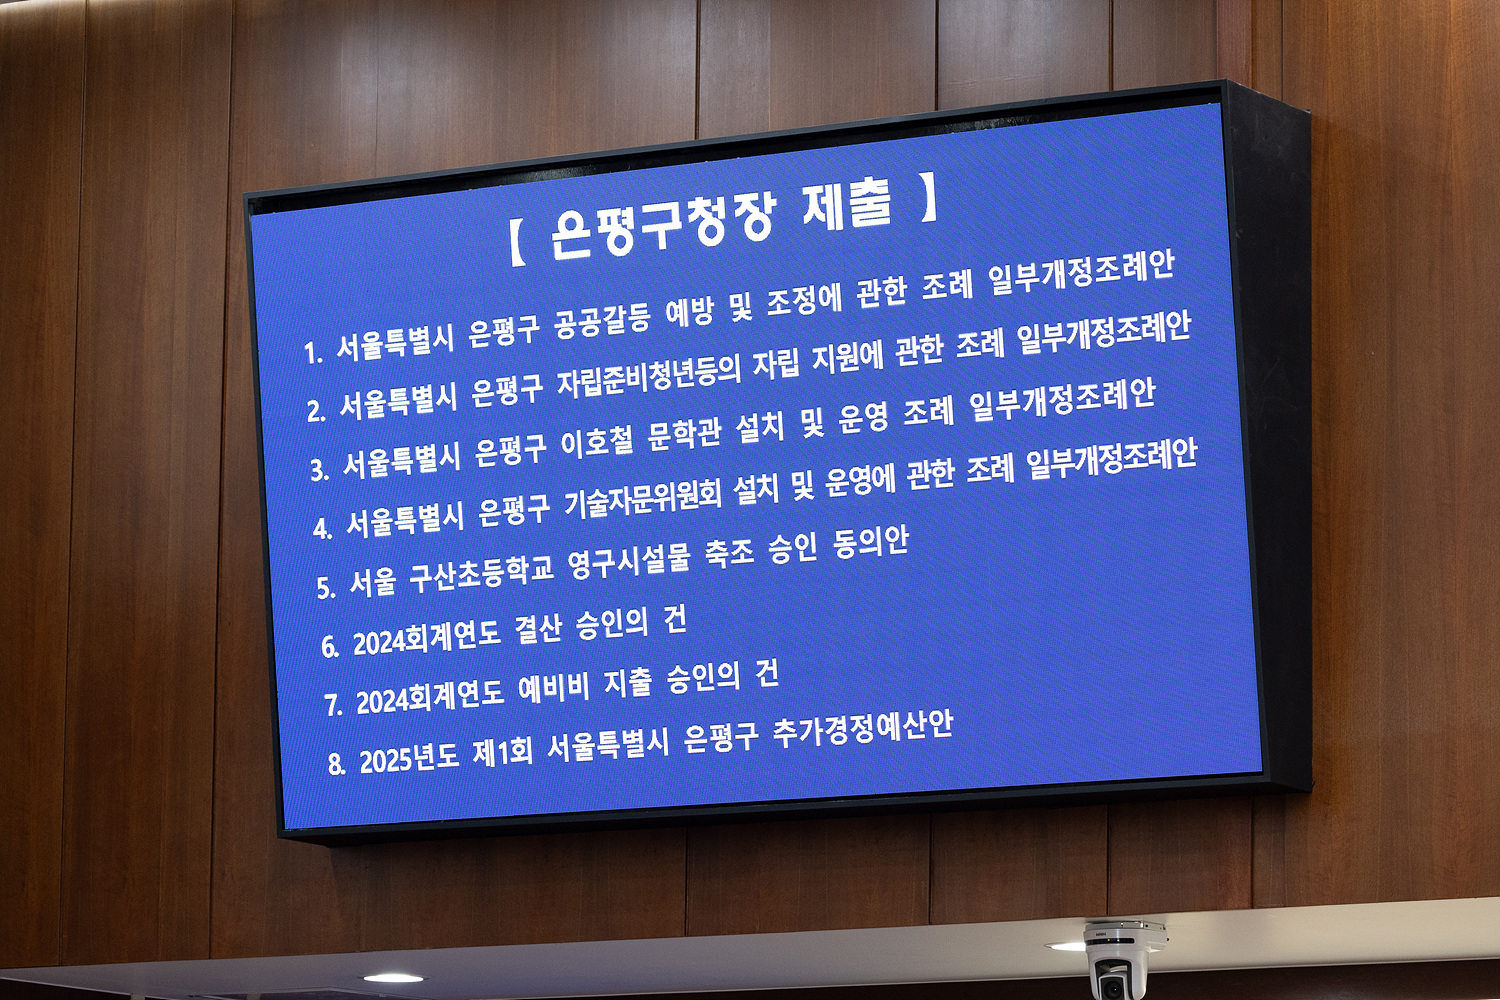 【 은평구청장 제출 】
1. 서울특별시 은평구 공공갈등 예방 및 조정에 관한 조례 일부개정조례안
2. 서울특별시 은평구 자립준비청년등의 자립 지원에 관한 조례 일부개정조례안
3. 서울특별시 은평구 이호철 문학관 설치 및 운영 조례 일부개정조례안
4. 서울특별시 은평구 기술자문위원회 설치 및 운영에 관한 조례 일부개정조례안
5. 서울 구산초등학교 영구시설물 축조 승인 동의안
6. 2024회계연도 결산 승인의 건
7. 2024회계연도 예비비 지출 승인의 건
8. 2025년도 제1회 서울특별시 은평구 추가경정예산안